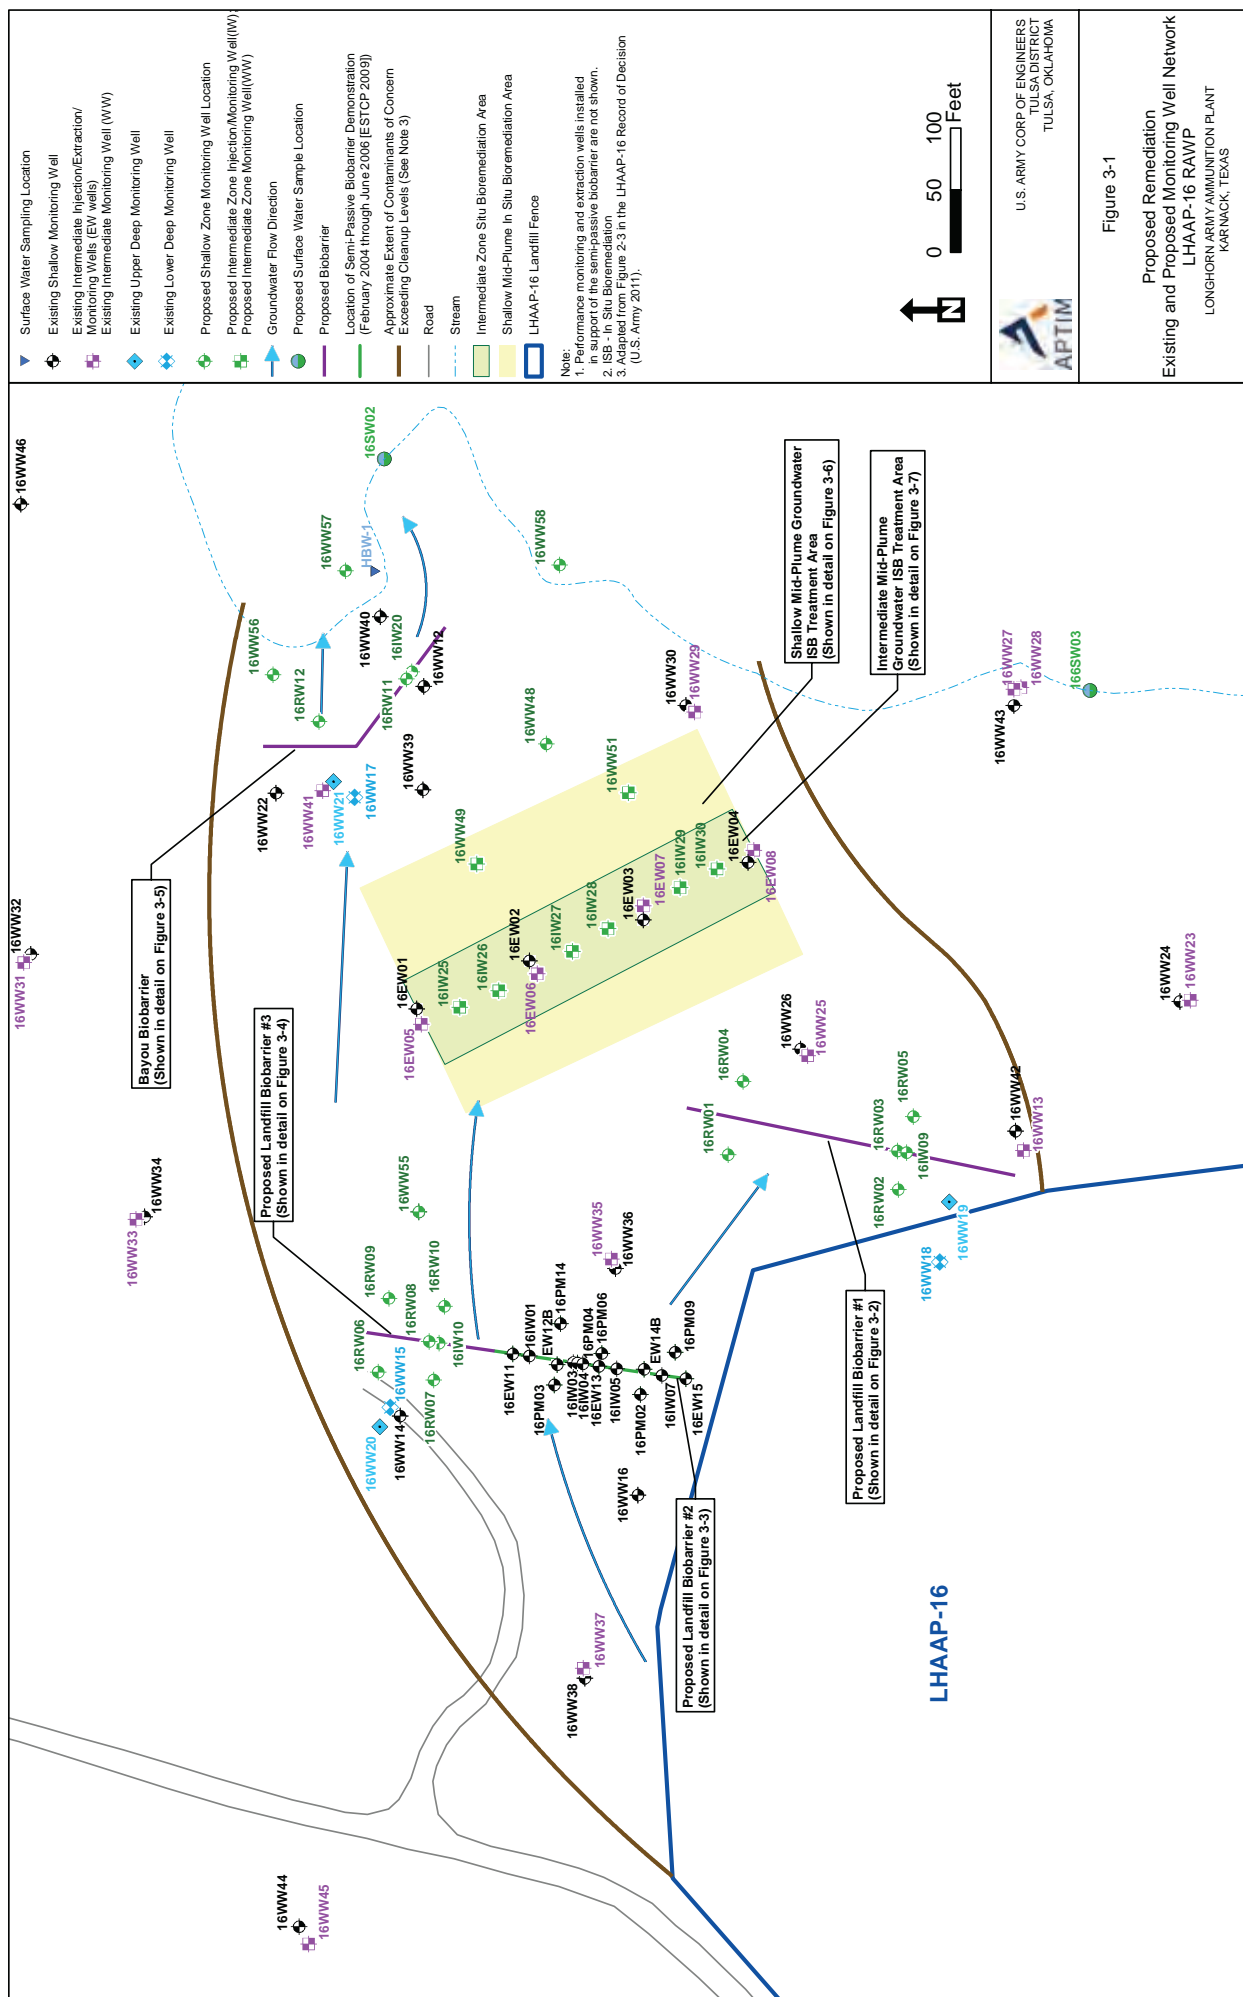 Surface Water Sampling Location
Existing Shallow Monitoring Well
Existing Intermediate Injection/Extraction/
Monitoring Wells (EW wells)
Existing Intermediate Monitoring Well (WW)
Existing Upper Deep Monitoring Well
Existing Lower Deep Monitoring Well
Proposed Shallow Zone Monitoring Well Location
Proposed Intermediate Zone Injection/Monitoring Well(IW);
Proposed Intermediate Zone Monitoring Well(WW)
Groundwater Flow Direction
Proposed Surface Water Sample Location
Proposed Biobarrier
Location of Semi-Passive Biobarrier Demonstration
(February 2004 through June 2006 [ESTCP 2009])
Approximate Extent of Contaminants of Concern
Exceeding Cleanup Levels (See Note 3)
Road
Stream
Intermediate Zone Situ Bioremediation Area
Shallow Mid-Plume In Situ Bioremediation Area
LHAAP-16 Landfill Fence
Note:
1. Performance monitoring and extraction wells installed
in support of the semi-passive biobarrier are not shown.
2. ISB - In Situ Bioremediation
3. Adapted from Figure 2-3 in the LHAAP-16 Record of Decision
(U.S. Army 2011).
N
0 50 100
Feet
APTIM
U.S. ARMY CORP OF ENGINEERS
TULSA DISTRICT
TULSA, OKLAHOMA
Figure 3-1
Proposed Remediation
Existing and Proposed Monitoring Well Network
LHAAP-16 RAWP
LONGHORN ARMY AMMUNITION PLANT
KARNACK, TEXAS
16WW46
16WW32
16WW31
16WW34
16WW33
16WW44
16WW45
Bayou Biobarrier
(Shown in detail on Figure 3-5)
Proposed Landfill Biobarrier #3
(Shown in detail on Figure 3-4)
16WW56
16RW12
16WW57
HBW-1
16SW02
16WW40
16IW20
16RW11
16WW12
16WW22
16WW41
16WW21
16WW17
16WW39
16WW58
16WW48
16WW49
16WW51
16WW30
16WW29
16EW01
16EW05
16IW25
16IW26
16EW02
16EW06
16IW27
16IW28
16EW03
16EW07
16IW29
16IW30
16EW04
16EW08
Shallow Mid-Plume Groundwater
ISB Treatment Area
(Shown in detail on Figure 3-6)
Intermediate Mid-Plume
Groundwater ISB Treatment Area
(Shown in detail on Figure 3-7)
16WW27
16WW28
16WW43
166SW03
16WW24
16WW23
16WW26
16WW25
16RW04
16RW01
16RW05
16RW03
16IW09
16RW02
16WW42
16WW13
16WW19
16WW18
16WW55
16RW09
16RW10
16RW08
16IW10
16RW06
16RW07
16WW15
16WW20
16WW14
16WW35
16WW36
16EW11
16IW01
EW12B
16PM14
16PM03
16IW03
16IW04
16PM04
16EW13
16PM06
16IW05
EW14B
16PM02
16IW07
16PM09
16EW15
16WW16
16WW38
16WW37
Proposed Landfill Biobarrier #1
(Shown in detail on Figure 3-2)
Proposed Landfill Biobarrier #2
(Shown in detail on Figure 3-3)
LHAAP-16